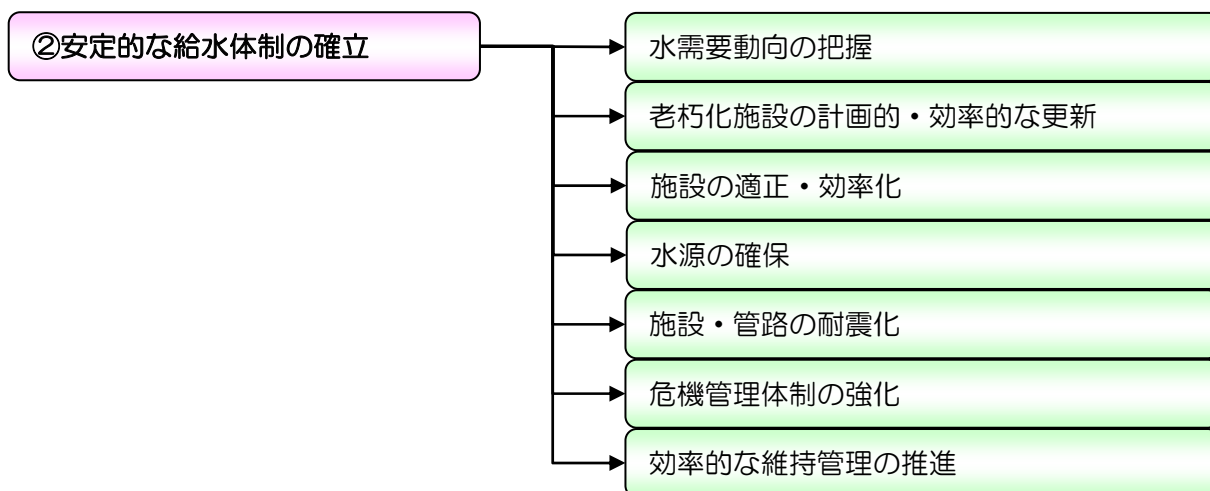 ②安定的な給水体制の確立
水需要動向の把握
老朽化施設の計画的・効率的な更新
施設の適正・効率化
水源の確保
施設・管路の耐震化
危機管理体制の強化
効率的な維持管理の推進